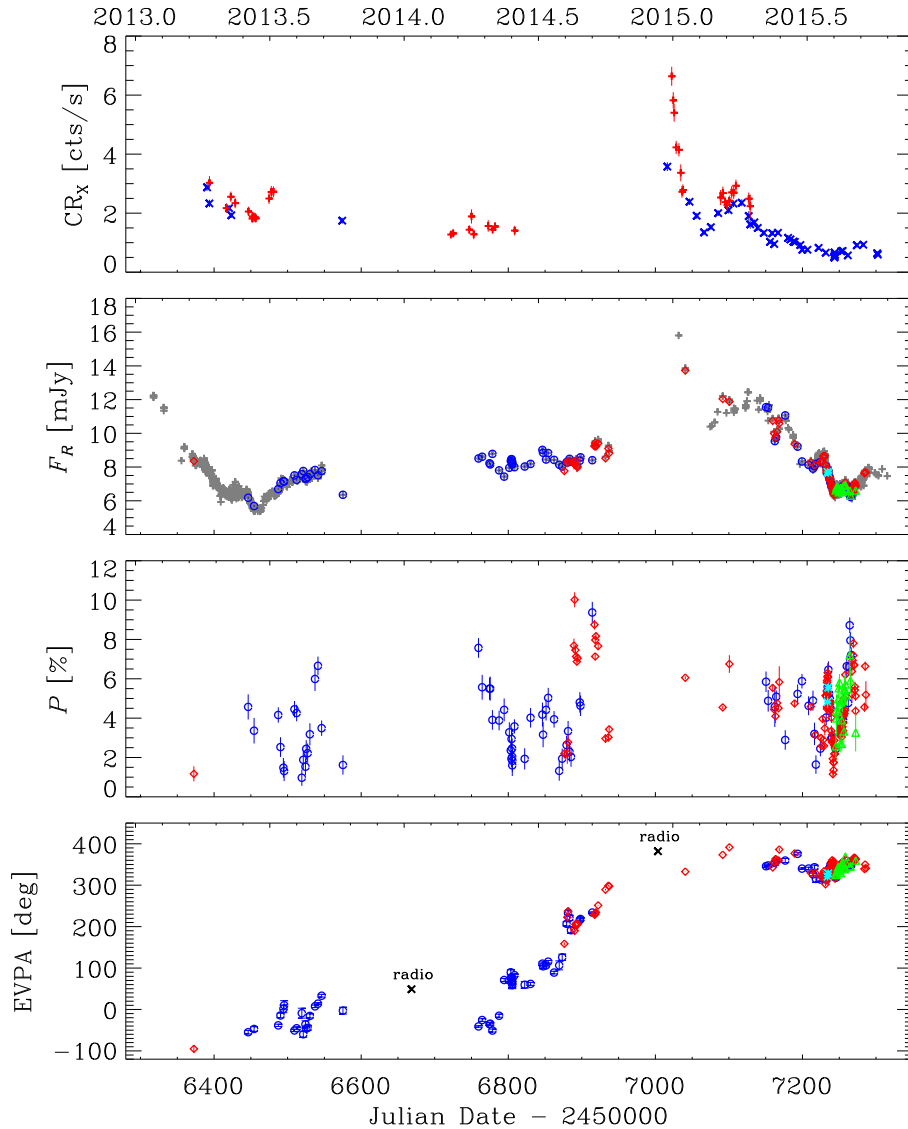 2013.0 2013.5 2014.0 2014.5 2015.0 2015.5
8
6
4
2
0
CR_X [cts/s]
18
16
14
12
10
8
6
4
F_R [mJy]
12
10
8
6
4
2
0
P [%]
400
300
200
100
0
−100
EVPA [deg]
radio
radio
6400 6600 6800 7000 7200
Julian Date − 2450000